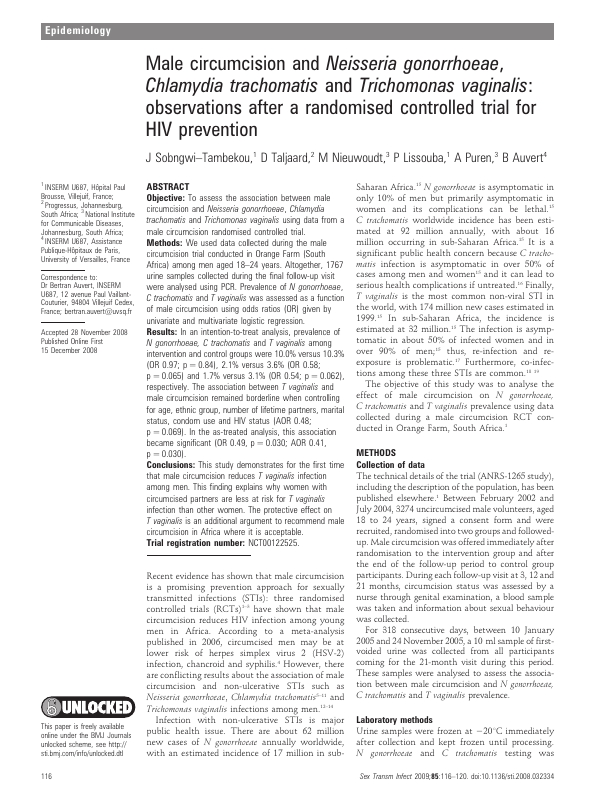 Epidemiology
Male circumcision and Neisseria gonorrhoeae,
Chlamydia trachomatis and Trichomonas vaginalis:
observations after a randomised controlled trial for
HIV prevention
J Sobngwi–Tambekou,1 D Taljaard,2 M Nieuwoudt,3 P Lissouba,1 A Puren,3 B Auvert4
1 INSERM U687, Hôpital Paul
Brousse, Villejuif, France;
2 Progressus, Johannesburg,
South Africa; 3 National Institute
for Communicable Diseases,
Johannesburg, South Africa;
4 INSERM U687, Assistance
Publique-Hôpitaux de Paris,
University of Versailles, France
Correspondence to:
Dr Bertran Auvert, INSERM
U687, 12 avenue Paul Vaillant-
Couturier, 94804 Villejuif Cedex,
France; bertran.auvert@uvsq.fr
Accepted 28 November 2008
Published Online First
15 December 2008
UNLOCKED
This paper is freely available
online under the BMJ Journals
unlocked scheme, see http://
sti.bmj.com/info/unlocked.dtl
ABSTRACT
Objective: To assess the association between male
circumcision and Neisseria gonorrhoeae, Chlamydia
trachomatis and Trichomonas vaginalis using data from a
male circumcision randomised controlled trial.
Methods: We used data collected during the male
circumcision trial conducted in Orange Farm (South
Africa) among men aged 18–24 years. Altogether, 1767
urine samples collected during the final follow-up visit
were analysed using PCR. Prevalence of N gonorrhoeae,
C trachomatis and T vaginalis was assessed as a function
of male circumcision using odds ratios (OR) given by
univariate and multivariate logistic regression.
Results: In an intention-to-treat analysis, prevalence of
N gonorrhoeae, C trachomatis and T vaginalis among
intervention and control groups were 10.0% versus 10.3%
(OR 0.97; p = 0.84), 2.1% versus 3.6% (OR 0.58;
p = 0.065) and 1.7% versus 3.1% (OR 0.54; p = 0.062),
respectively. The association between T vaginalis and
male circumcision remained borderline when controlling
for age, ethnic group, number of lifetime partners, marital
status, condom use and HIV status (AOR 0.48;
p = 0.069). In the as-treated analysis, this association
became significant (OR 0.49, p = 0.030; AOR 0.41,
p = 0.030).
Conclusions: This study demonstrates for the first time
that male circumcision reduces T vaginalis infection
among men. This finding explains why women with
circumcised partners are less at risk for T vaginalis
infection than other women. The protective effect on
T vaginalis is an additional argument to recommend male
circumcision in Africa where it is acceptable.
Trial registration number: NCT00122525.
Recent evidence has shown that male circumcision
is a promising prevention approach for sexually
transmitted infections (STIs): three randomised
controlled trials (RCTs)1–3 have shown that male
circumcision reduces HIV infection among young
men in Africa. According to a meta-analysis
published in 2006, circumcised men may be at
lower risk of herpes simplex virus 2 (HSV-2)
infection, chancroid and syphilis.4 However, there
are conflicting results about the association of male
circumcision and non-ulcerative STIs such as
Neisseria gonorrhoeae, Chlamydia trachomatis5–11 and
Trichomonas vaginalis infections among men.12–14
Infection with non-ulcerative STIs is major
public health issue. There are about 62 million
new cases of N gonorrhoeae annually worldwide,
with an estimated incidence of 17 million in sub-
Saharan Africa.15 N gonorrhoeae is asymptomatic in
only 10% of men but primarily asymptomatic in
women and its complications can be lethal.15
C trachomatis worldwide incidence has been esti-
mated at 92 million annually, with about 16
million occurring in sub-Saharan Africa.15 It is a
significant public health concern because C tracho-
matis infection is asymptomatic in over 50% of
cases among men and women15 and it can lead to
serious health complications if untreated.16 Finally,
T vaginalis is the most common non-viral STI in
the world, with 174 million new cases estimated in
1999.15 In sub-Saharan Africa, the incidence is
estimated at 32 million.15 The infection is asymp-
tomatic in about 50% of infected women and in
over 90% of men;15 thus, re-infection and re-
exposure is problematic.17 Furthermore, co-infec-
tions among these three STIs are common.18 19
The objective of this study was to analyse the
effect of male circumcision on N gonorrhoeae,
C trachomatis and T vaginalis prevalence using data
collected during a male circumcision RCT con-
ducted in Orange Farm, South Africa.1
METHODS
Collection of data
The technical details of the trial (ANRS-1265 study),
including the description of the population, has been
published elsewhere.1 Between February 2002 and
July 2004, 3274 uncircumcised male volunteers, aged
18 to 24 years, signed a consent form and were
recruited, randomised into two groups and followed-
up. Male circumcision was offered immediately after
randomisation to the intervention group and after
the end of the follow-up period to control group
participants. During each follow-up visit at 3, 12 and
21 months, circumcision status was assessed by a
nurse through genital examination, a blood sample
was taken and information about sexual behaviour
was collected.
For 318 consecutive days, between 10 January
2005 and 24 November 2005, a 10 ml sample of first-
voided urine was collected from all participants
coming for the 21-month visit during this period.
These samples were analysed to assess the associa-
tion between male circumcision and N gonorrhoeae,
C trachomatis and T vaginalis prevalence.
Laboratory methods
Urine samples were frozen at −20°C immediately
after collection and kept frozen until processing.
N gonorrhoeae and C trachomatis testing was
116
Sex Transm Infect 2009;85:116–120. doi:10.1136/sti.2008.032334